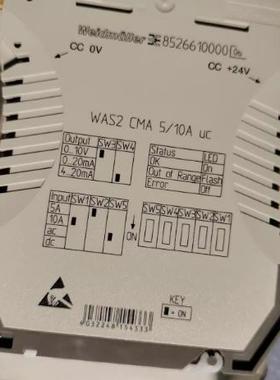 Weidmüller 8526610000
CC 0V
CC +24V
WAS2 CMA 5/10A uc
Output SW3 SW4
0..10V
0..20mA
4..20mA
Status LED
OK On
Out of Range Flash
Error Off
Input SW1 SW2 SW5
5A
10A
ac
dc
ON
SW5 SW4 SW3 SW2 SW1
KEY
= ON